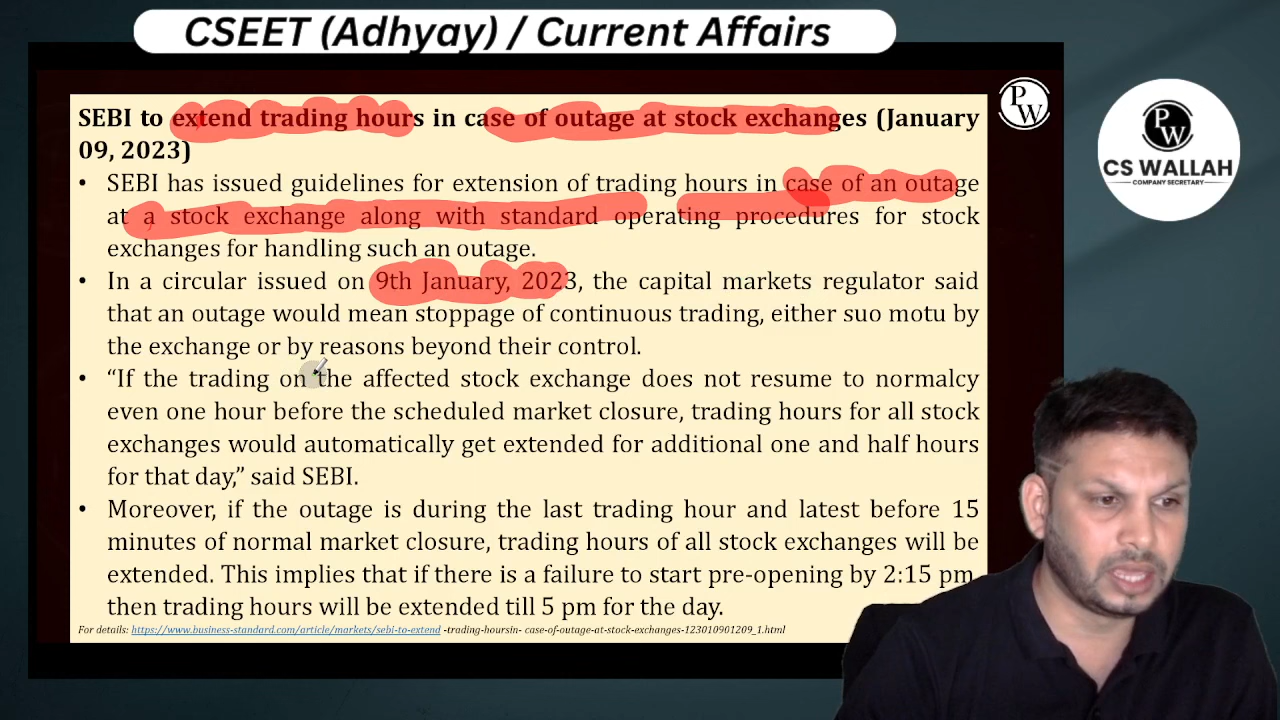 CSEET (Adhyay) / Current Affairs
SEBI to extend trading hours in case of outage at stock exchanges (January
09, 2023)
• SEBI has issued guidelines for extension of trading hours in case of an outage
at a stock exchange along with standard operating procedures for stock
exchanges for handling such an outage.
• In a circular issued on 9th January, 2023, the capital markets regulator said
that an outage would mean stoppage of continuous trading, either suo motu by
the exchange or by reasons beyond their control.
• “If the trading on the affected stock exchange does not resume to normalcy
even one hour before the scheduled market closure, trading hours for all stock
exchanges would automatically get extended for additional one and half hours
for that day,” said SEBI.
• Moreover, if the outage is during the last trading hour and latest before 15
minutes of normal market closure, trading hours of all stock exchanges will be
extended. This implies that if there is a failure to start pre-opening by 2:15 pm,
then trading hours will be extended till 5 pm for the day.
For details: https://www.business-standard.com/article/markets/sebi-to-extend -trading-hoursin- case-of-outage-at-stock-exchanges-123010901209_1.html
PW
PW
CS WALLAH
COMPANY SECRETARY